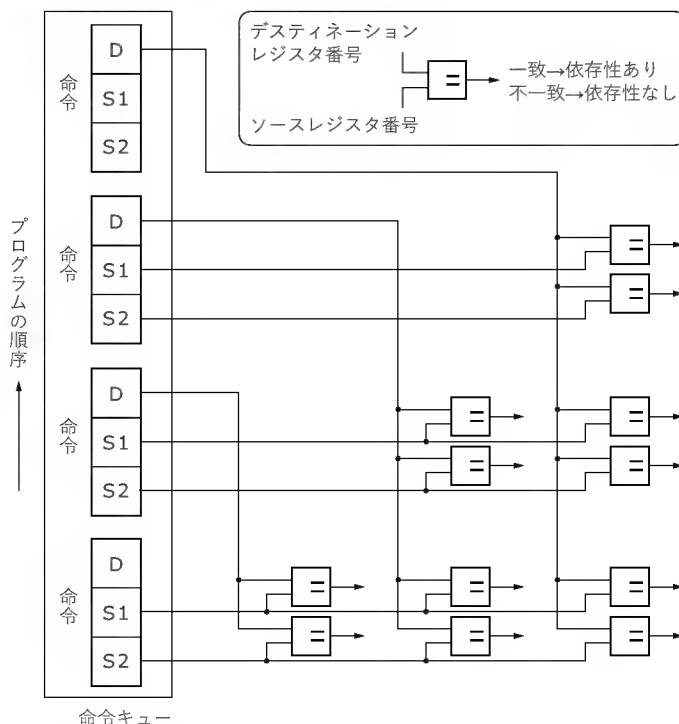 デスティネーション
レジスタ番号
=
一致→依存性あり
不一致→依存性なし
ソースレジスタ番号
プログラムの順序
命令
D
S1
S2
命令
D
S1
S2
=
=
命令
D
S1
S2
=
=
=
=
命令
D
S1
S2
=
=
=
=
=
=
命令キュー